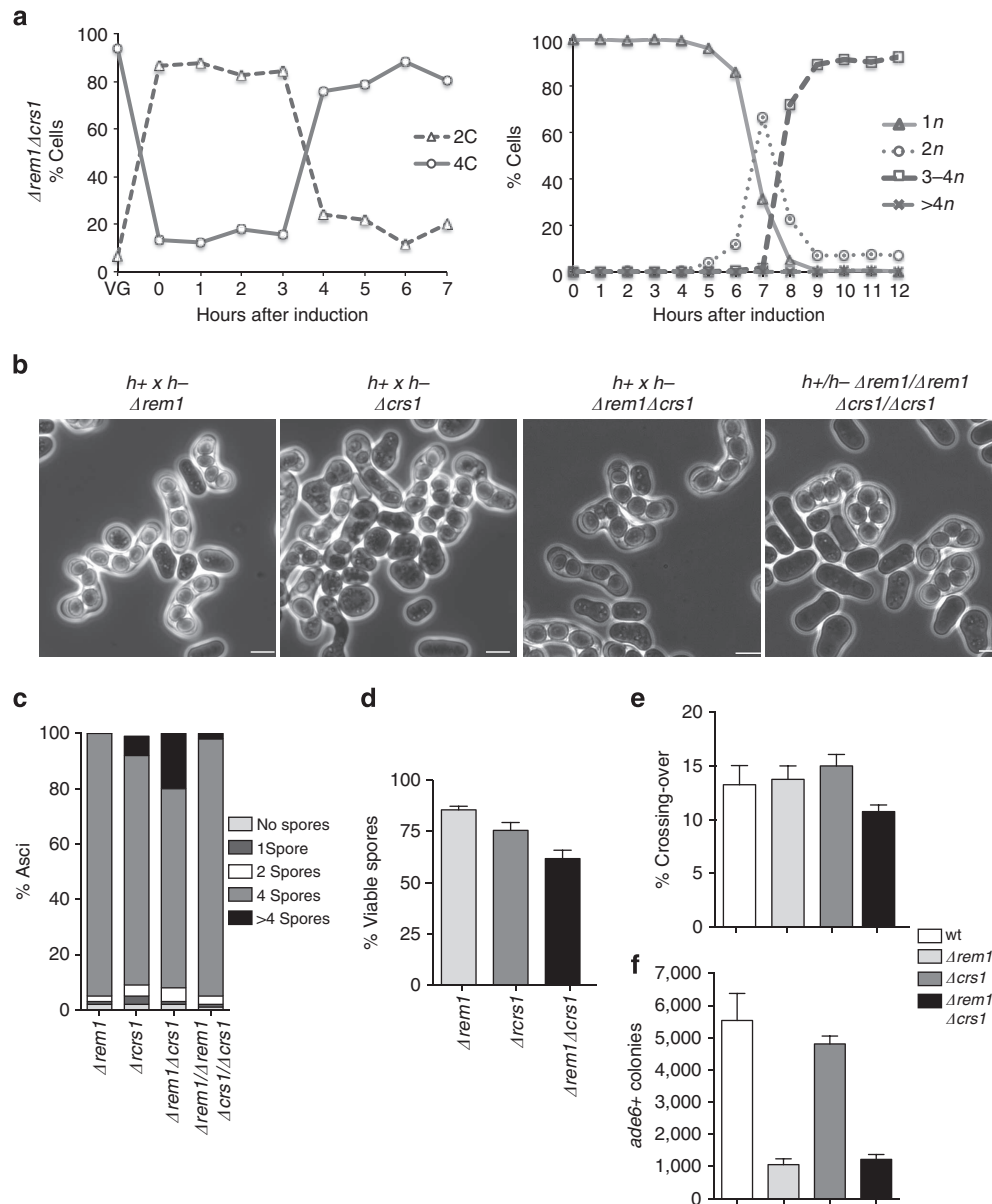 a
Δrem1Δcrs1
% Cells
100
80
60
40
20
0
VG 0 1 2 3 4 5 6 7
Hours after induction
2C
4C
% Cells
100
80
60
40
20
0
0 1 2 3 4 5 6 7 8 9 10 11 12
Hours after induction
1n
2n
3–4n
>4n
b
h+ x h–
Δrem1
h+ x h–
Δcrs1
h+ x h–
Δrem1Δcrs1
h+/h– Δrem1/Δrem1
Δcrs1/Δcrs1
c
% Asci
100
80
60
40
20
0
Δrem1
Δrcrs1
Δrem1Δcrs1
Δrem1/Δrem1
Δcrs1/Δcrs1
No spores
1Spore
2 Spores
4 Spores
>4 Spores
d
% Viable spores
100
75
50
25
0
Δrem1
Δrcrs1
Δrem1Δcrs1
e
% Crossing-over
20
15
10
5
0
wt
Δrem1
Δcrs1
Δrem1
Δcrs1
f
ade6+ colonies
7,000
6,000
5,000
4,000
3,000
2,000
1,000
0